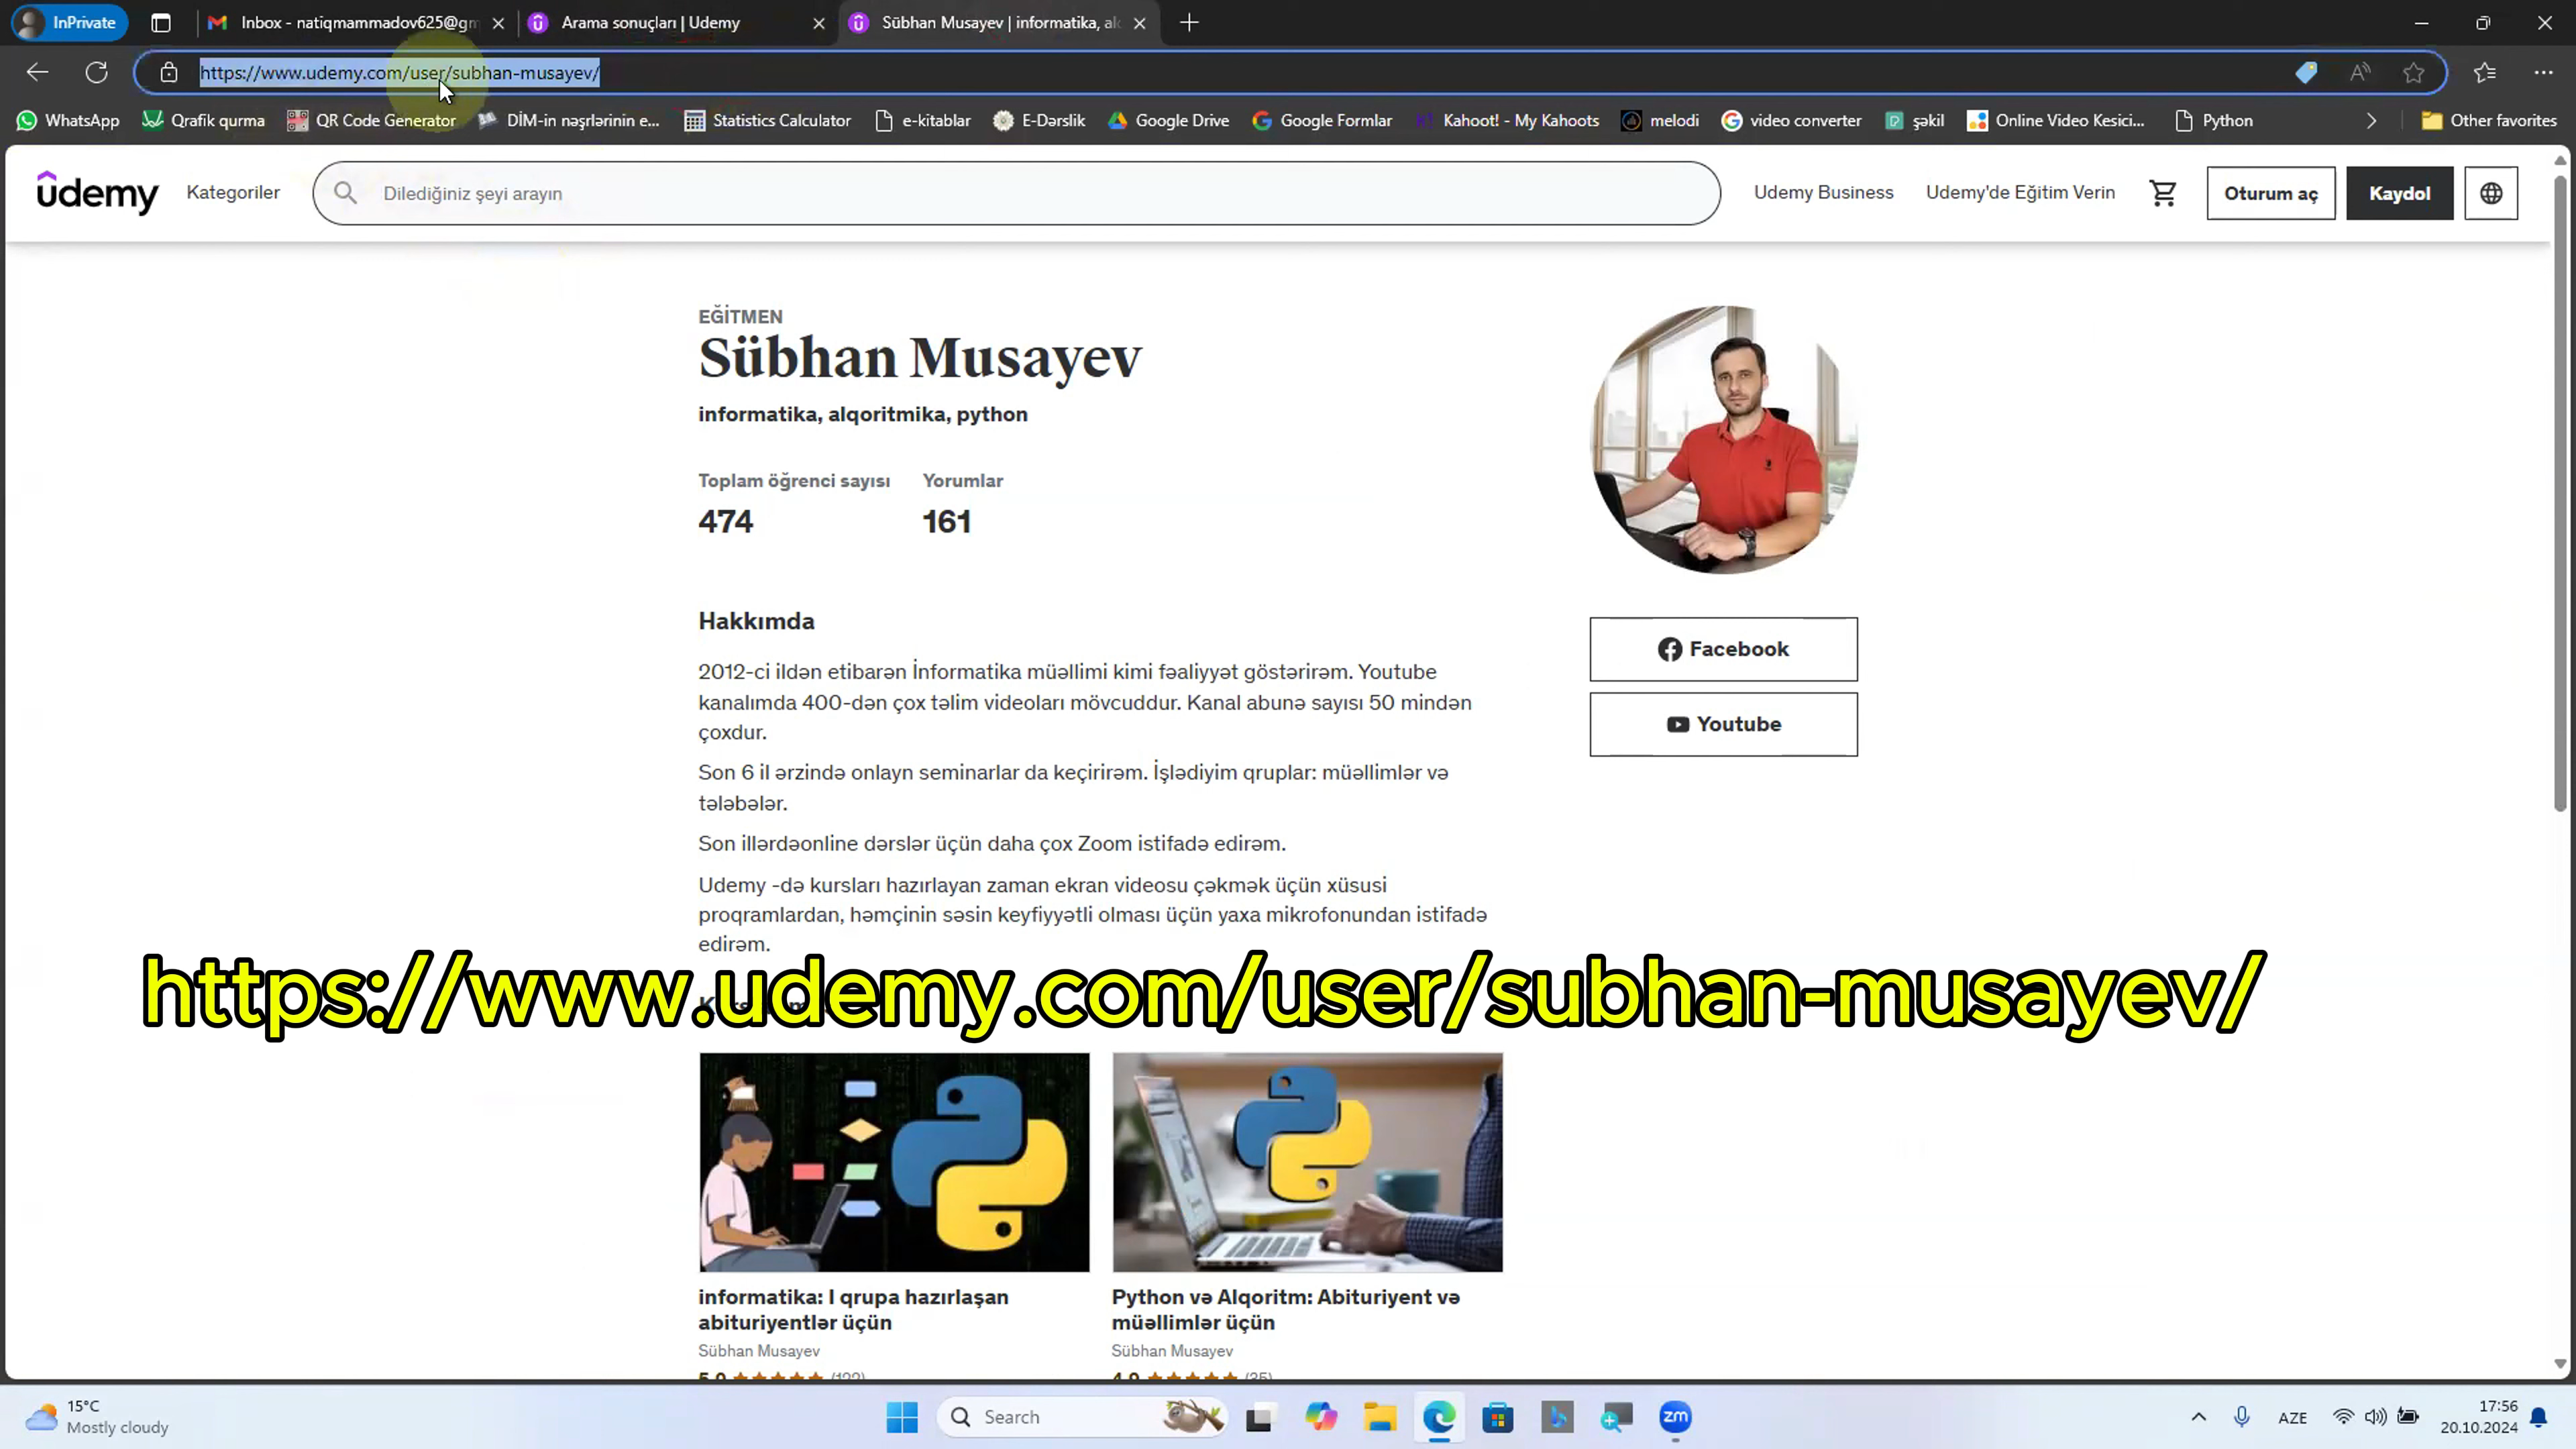 InPrivate
Inbox - natiqmammadov625@gm
Arama sonuçları | Udemy
Sübhan Musayev | informatika, al
https://www.udemy.com/user/subhan-musayev/
WhatsApp
Qrafik qurma
QR Code Generator
DİM-in nəşrlərinin e...
Statistics Calculator
e-kitablar
E-Dərslik
Google Drive
Google Formlar
Kahoot! - My Kahoots
melodi
video converter
şəkil
Online Video Kesici...
Python
Other favorites
ûdemy
Kategoriler
Dilediğiniz şeyi arayın
Udemy Business
Udemy'de Eğitim Verin
Oturum aç
Kaydol
EĞİTMEN
Sübhan Musayev
informatika, alqoritmika, python
Toplam öğrenci sayısı
Yorumlar
474
161
Hakkımda
2012-ci ildən etibarən İnformatika müəllimi kimi fəaliyyət göstərirəm. Youtube
kanalımda 400-dən çox təlim videoları mövcuddur. Kanal abunə sayısı 50 mindən
çoxdur.
Son 6 il ərzində onlayn seminarlar da keçirirəm. İşlədiyim qruplar: müəllimlər və
tələbələr.
Son illərdəonline dərslər üçün daha çox Zoom istifadə edirəm.
Udemy -də kursları hazırlayan zaman ekran videosu çəkmək üçün xüsusi
proqramlardan, həmçinin səsin keyfiyyətli olması üçün yaxa mikrofonundan istifadə
edirəm.
Facebook
Youtube
https://www.udemy.com/user/subhan-musayev/
informatika: I qrupa hazırlaşan
abituriyentlər üçün
Sübhan Musayev
5,0 (122)
Python və Alqoritm: Abituriyent və
müəllimlər üçün
Sübhan Musayev
4,9 (35)
15°C
Mostly cloudy
Search
zm
AZE
17:56
20.10.2024